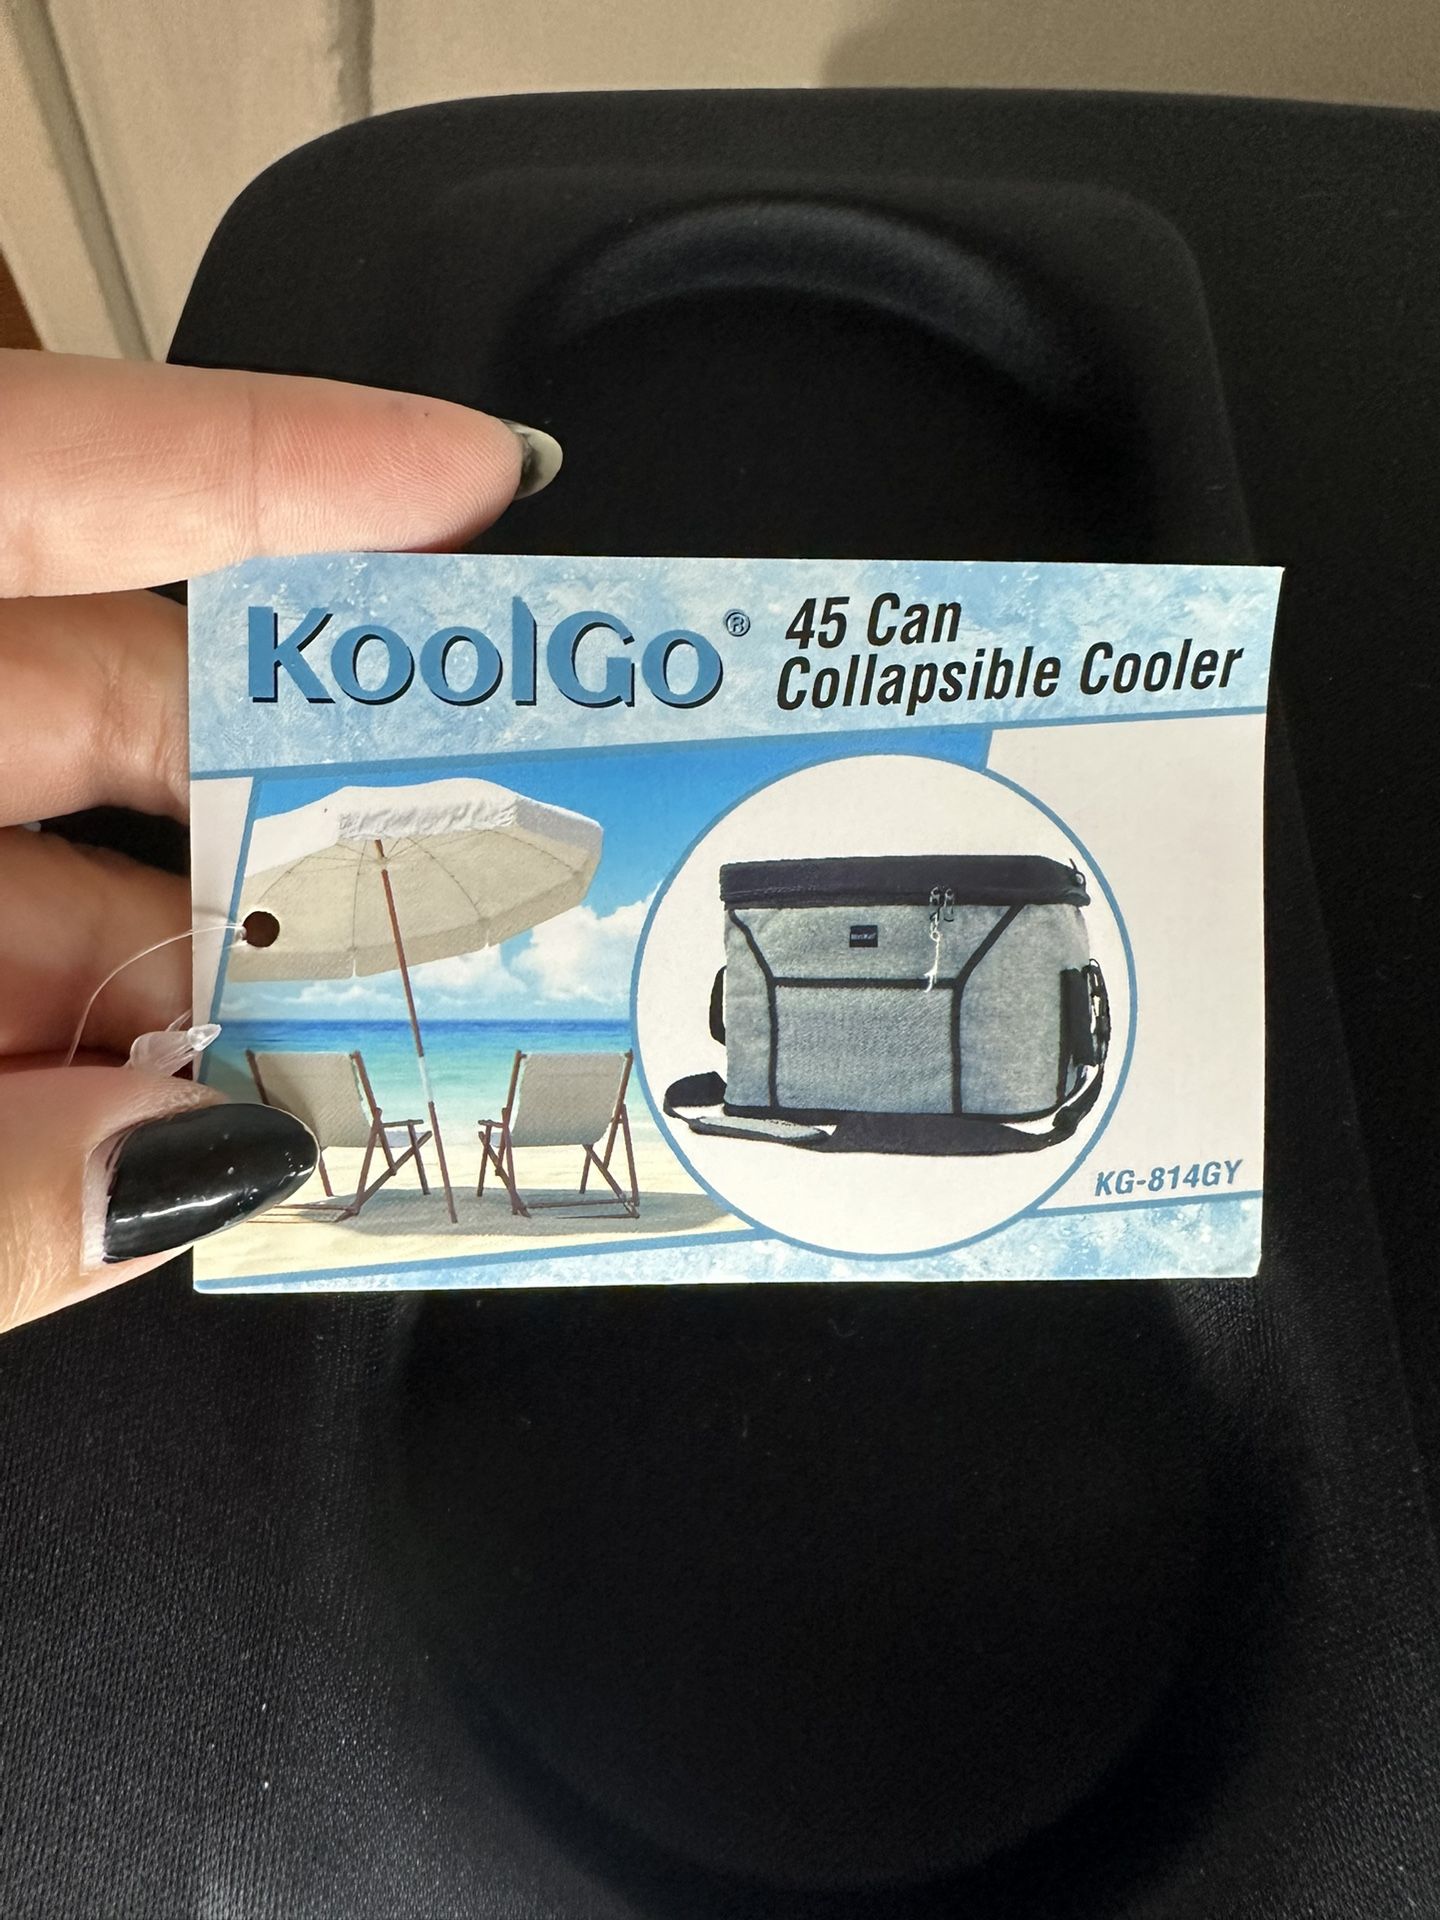 KoolGo®
45 Can
Collapsible Cooler
KG-814GY